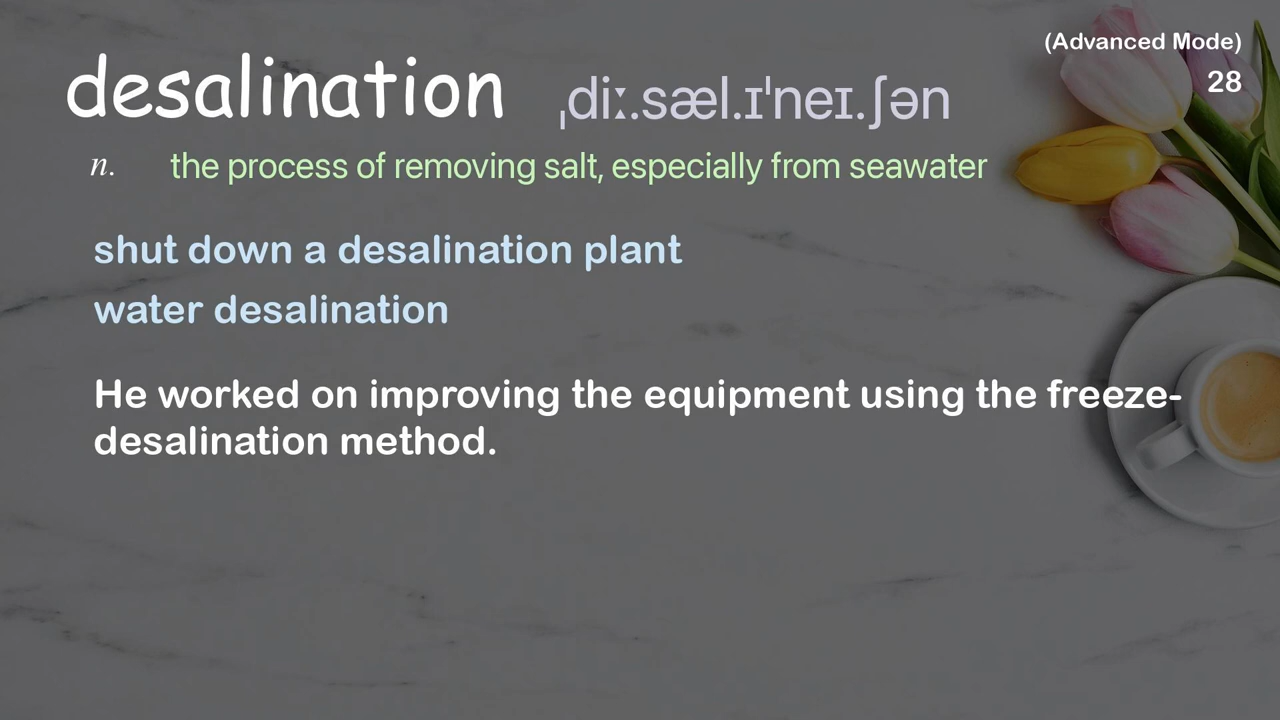 (Advanced Mode)
28
desalination ˌdiː.sæl.ɪˈneɪ.ʃən
n. the process of removing salt, especially from seawater
shut down a desalination plant
water desalination
He worked on improving the equipment using the freeze-
desalination method.